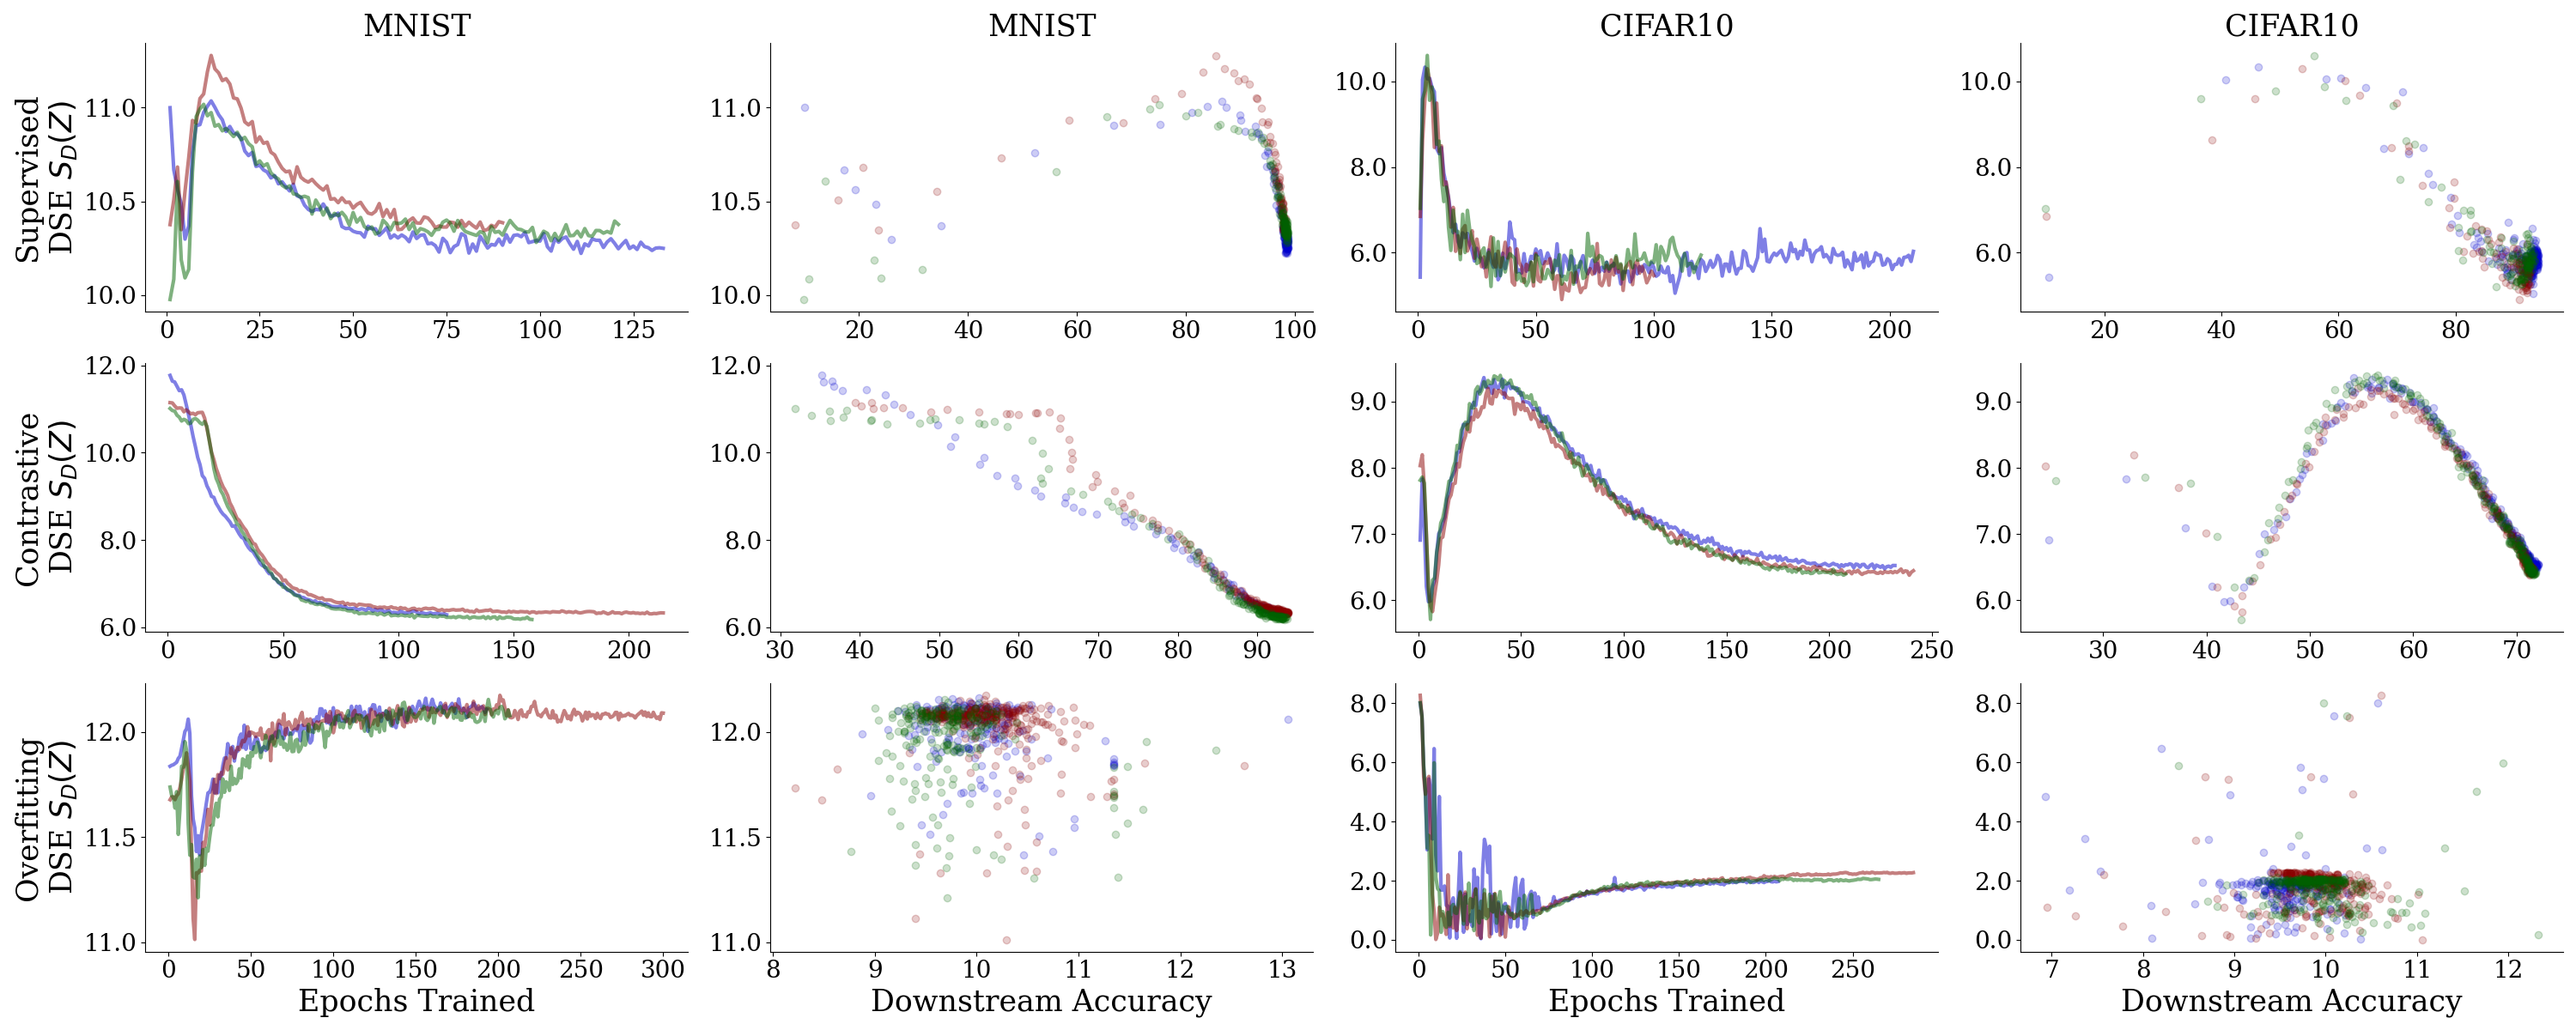 MNIST MNIST CIFAR10 CIFAR10
Supervised
DSE S_D(Z)
11.0
10.5
10.0
0 25 50 75 100 125
11.0
10.5
10.0
20 40 60 80 100
10.0
8.0
6.0
0 50 100 150 200
10.0
8.0
6.0
20 40 60 80
Contrastive
DSE S_D(Z)
12.0
10.0
8.0
6.0
0 50 100 150 200
12.0
10.0
8.0
6.0
30 40 50 60 70 80 90
9.0
8.0
7.0
6.0
0 50 100 150 200 250
9.0
8.0
7.0
6.0
30 40 50 60 70
Overfitting
DSE S_D(Z)
12.0
11.5
11.0
0 50 100 150 200 250 300
Epochs Trained
12.0
11.5
11.0
8 9 10 11 12 13
Downstream Accuracy
8.0
6.0
4.0
2.0
0.0
0 50 100 150 200 250
Epochs Trained
8.0
6.0
4.0
2.0
0.0
7 8 9 10 11 12
Downstream Accuracy